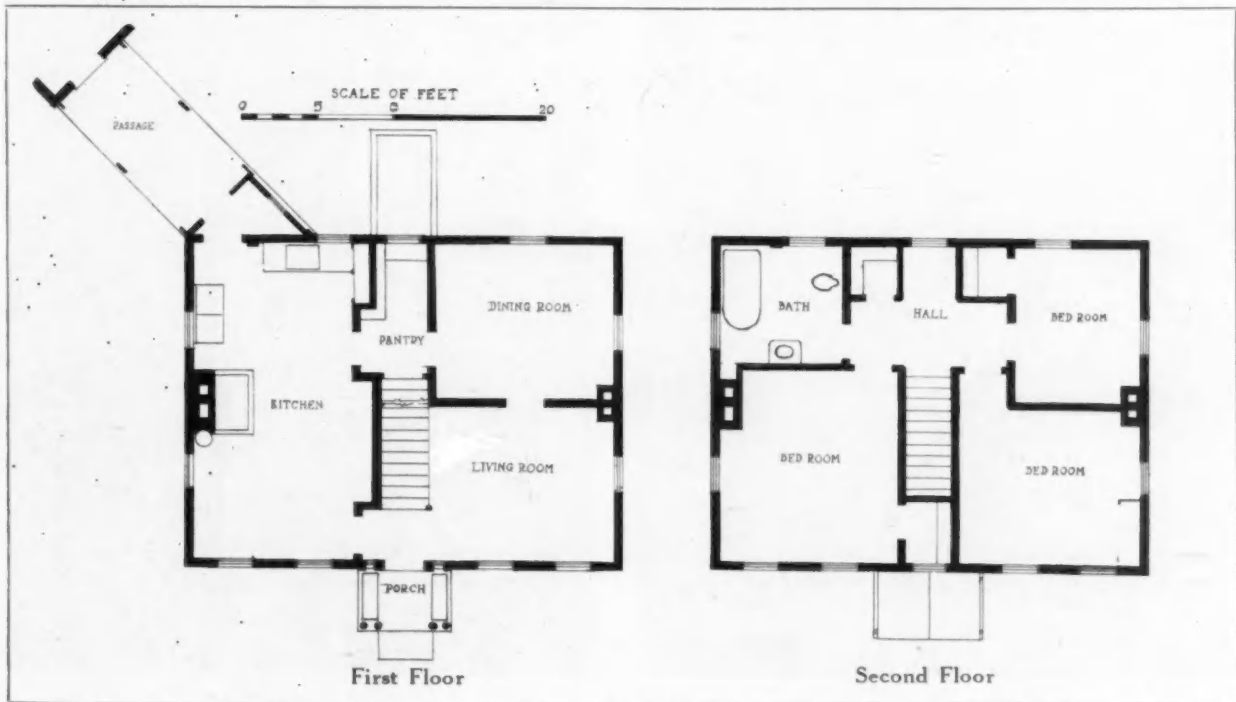 SCALE OF FEET
0 5 20
PASSAGE
DINING ROOM
PANTRY
KITCHEN
LIVING ROOM
PORCH
First Floor
BATH
HALL
BED ROOM
BED ROOM
BED ROOM
Second Floor